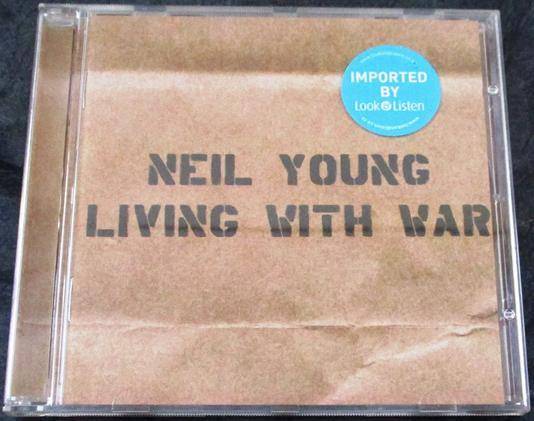 IMPORTED
BY
Look & Listen
NEIL YOUNG
LIVING WITH WAR